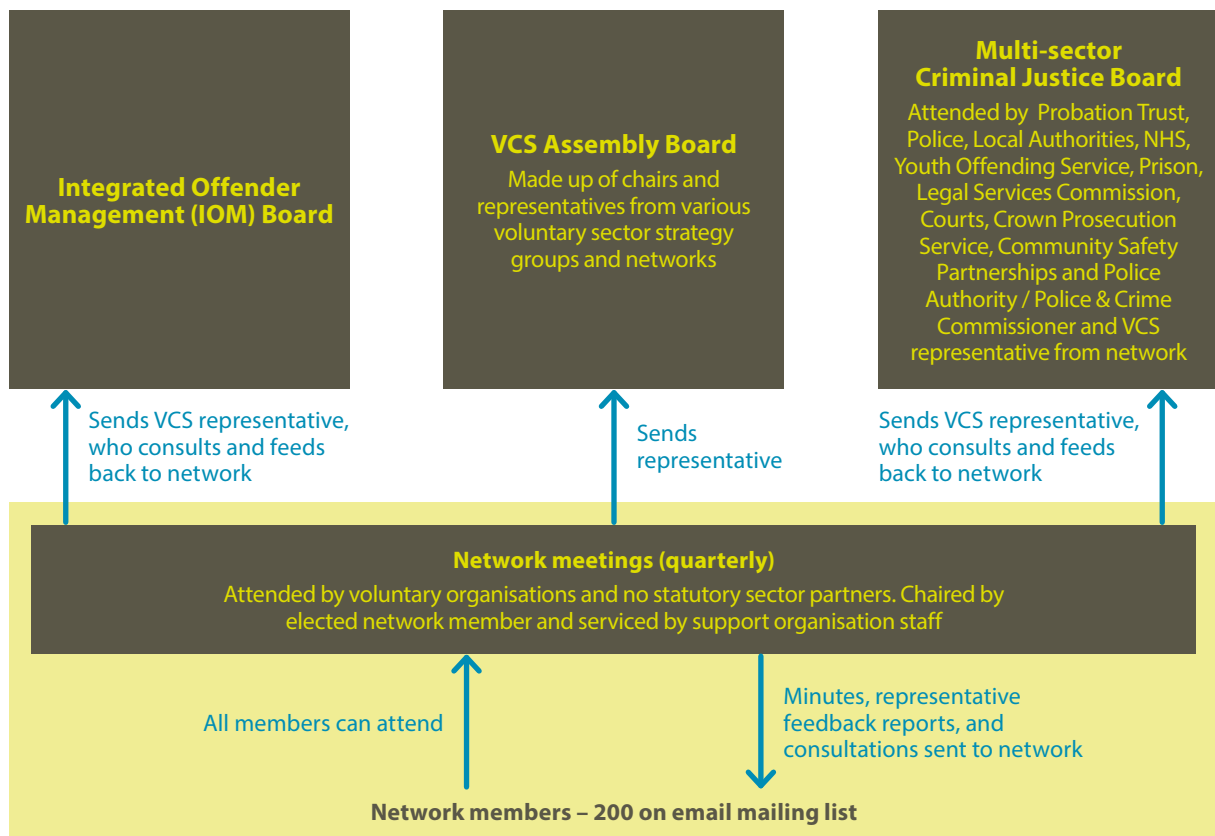 Integrated Offender
Management (IOM) Board
VCS Assembly Board
Made up of chairs and
representatives from various
voluntary sector strategy
groups and networks
Multi-sector
Criminal Justice Board
Attended by Probation Trust,
Police, Local Authorities, NHS,
Youth Offending Service, Prison,
Legal Services Commission,
Courts, Crown Prosecution
Service, Community Safety
Partnerships and Police
Authority / Police & Crime
Commissioner and VCS
representative from network
Sends VCS representative,
who consults and feeds
back to network
Sends
representative
Sends VCS representative,
who consults and feeds
back to network
Network meetings (quarterly)
Attended by voluntary organisations and no statutory sector partners. Chaired by
elected network member and serviced by support organisation staff
All members can attend
Minutes, representative
feedback reports, and
consultations sent to network
Network members – 200 on email mailing list